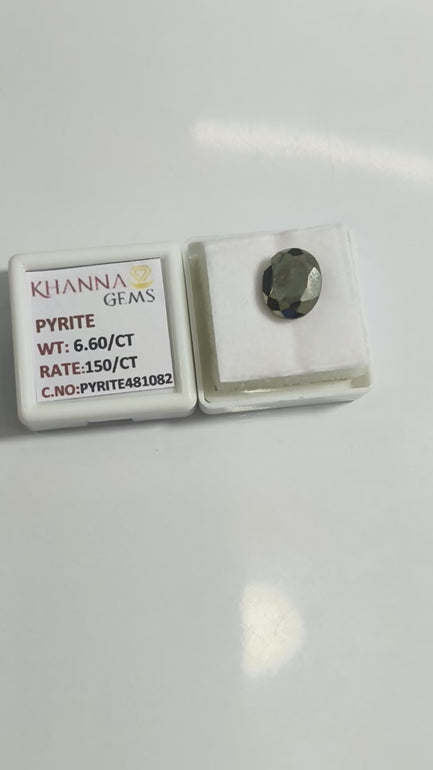 KHANNA
GEMS
PYRITE
WT: 6.60/CT
RATE:150/CT
C.NO:PYRITE481082